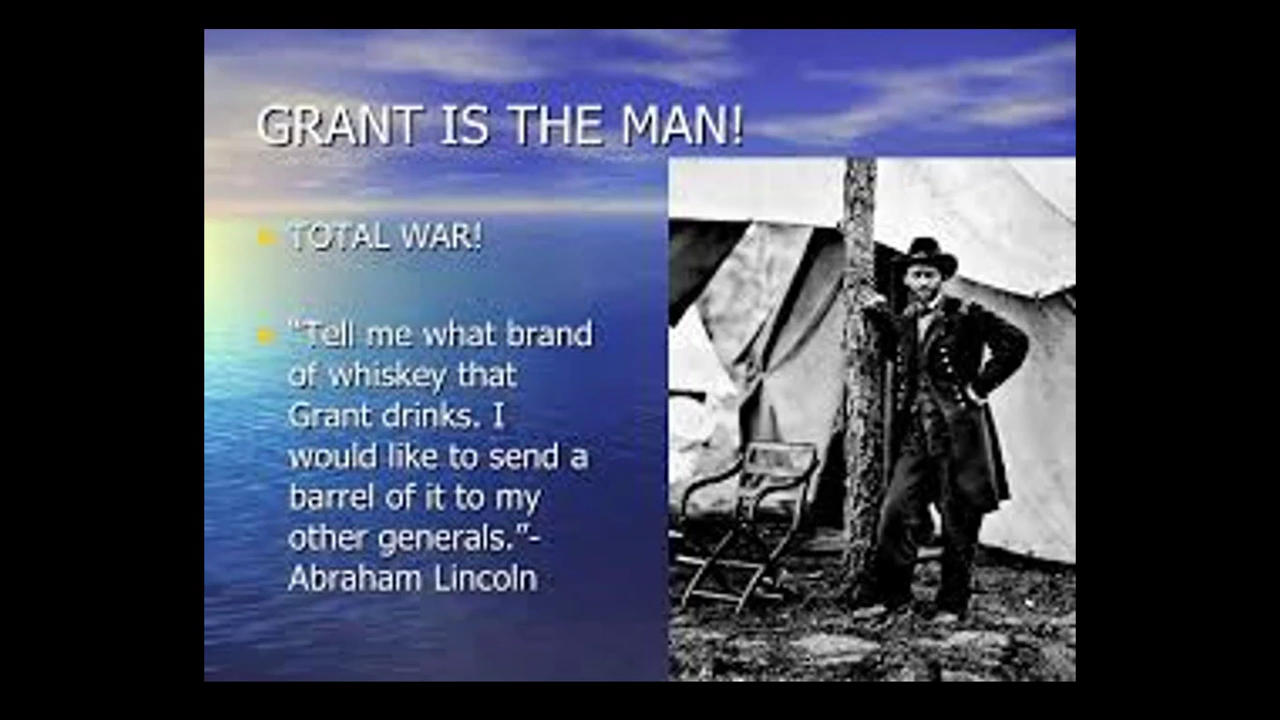 GRANT IS THE MAN!
TOTAL WAR!
"Tell me what brand
of whiskey that
Grant drinks. I
would like to send a
barrel of it to my
other generals."-
Abraham Lincoln